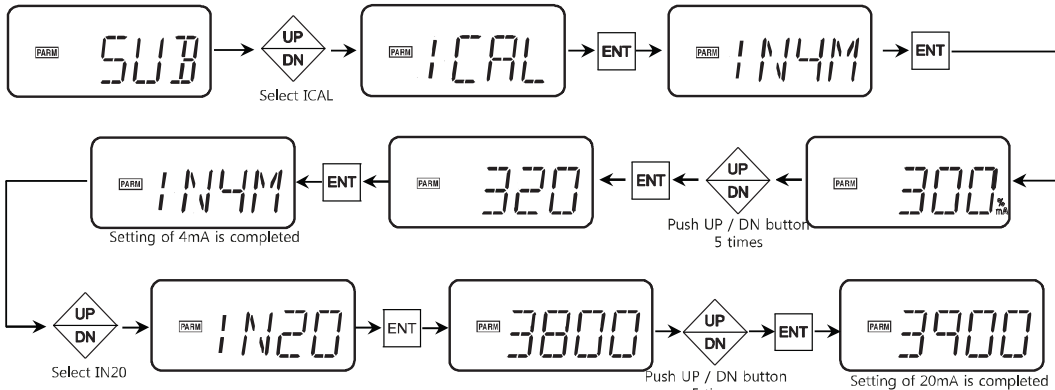 PARM SUB
UP
DN
Select ICAL
PARM ICAL
ENT
PARM IN4M
ENT
PARM IN4M
Setting of 4mA is completed
ENT
PARM 320
ENT
UP
DN
Push UP / DN button
5 times
PARM 300 % mA
UP
DN
Select IN20
PARM IN20
ENT
PARM 3800
UP
DN
Push UP / DN button
ENT
PARM 3900
Setting of 20mA is completed